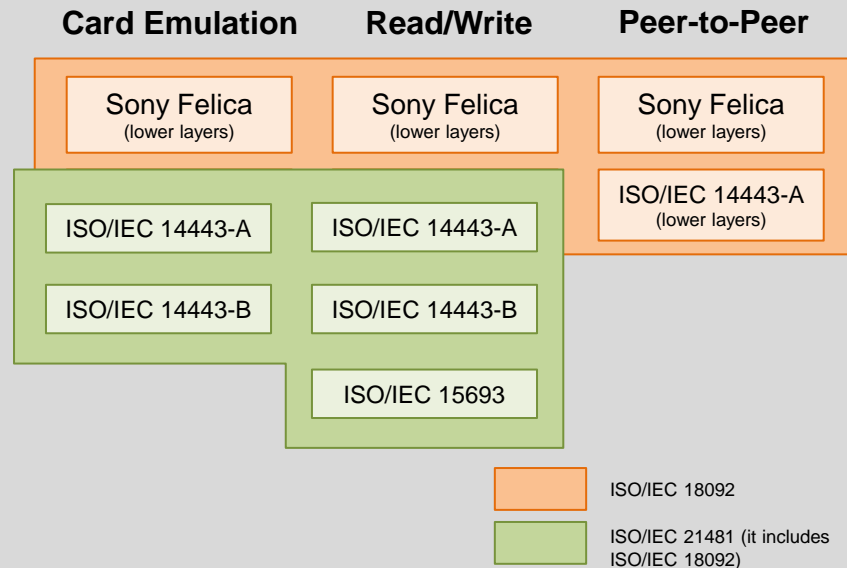 Card Emulation Read/Write Peer-to-Peer
Sony Felica Sony Felica Sony Felica
(lower layers) (lower layers) (lower layers)
ISO/IEC 14443-A
(lower layers)
ISO/IEC 14443-A ISO/IEC 14443-A
ISO/IEC 14443-B ISO/IEC 14443-B
ISO/IEC 15693
ISO/IEC 18092
ISO/IEC 21481 (it includes
ISO/IEC 18092)